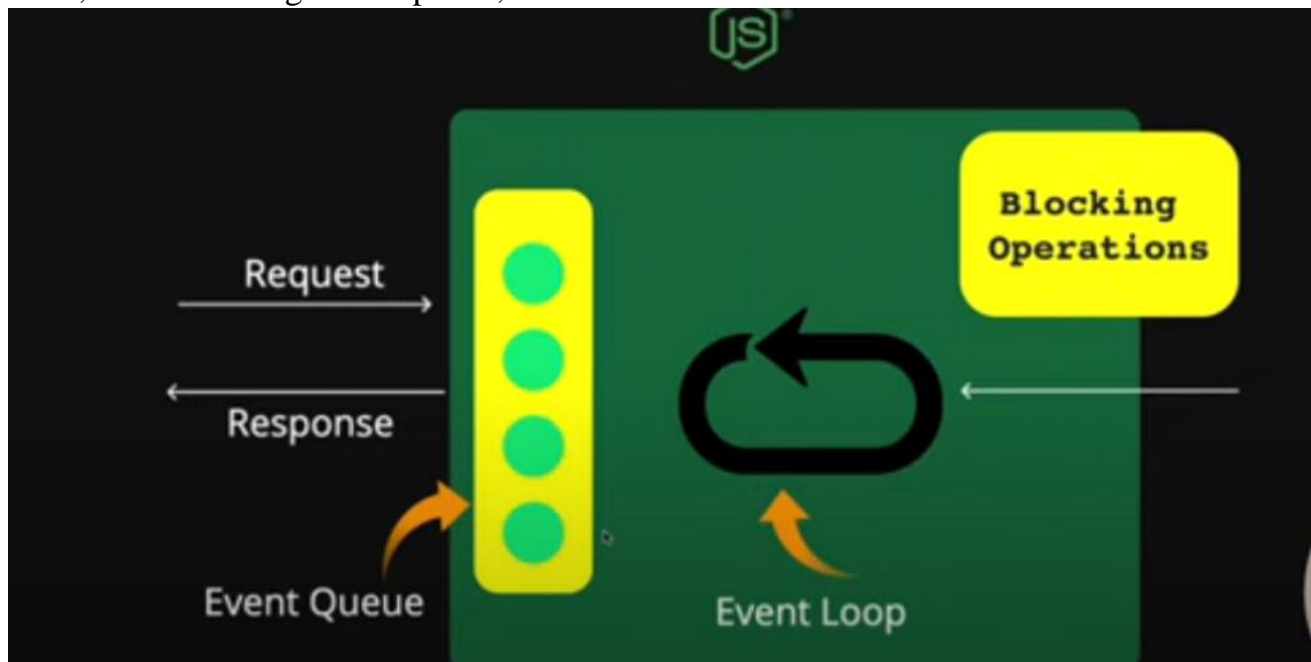 JS
Blocking
Operations
Request
Response
Event Queue
Event Loop